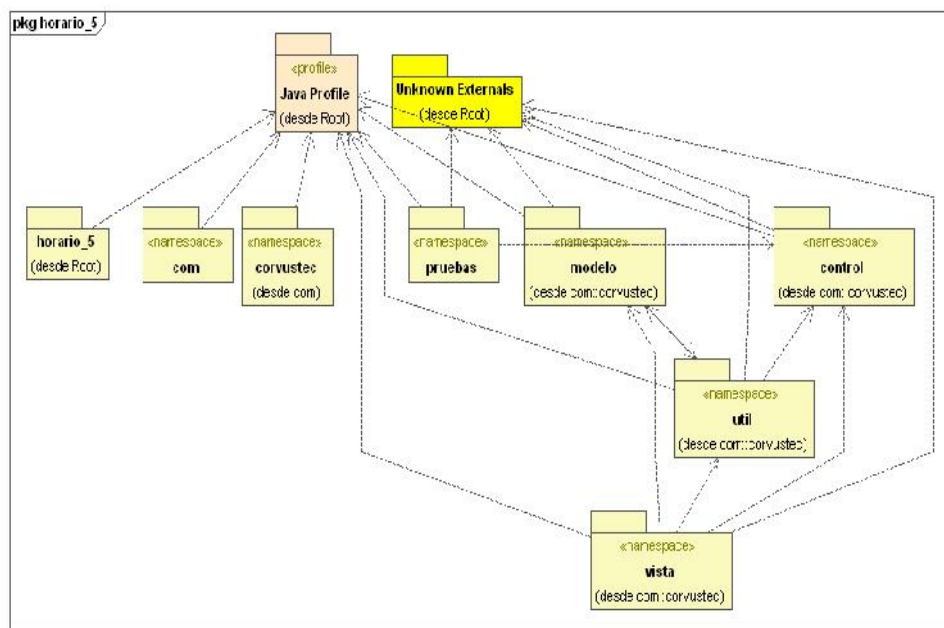 pkg horario_5
«profile»
Java Profile
(desde Root)
Unknown Externals
(desde Root)
horario_5
(desde Root)
«namespace»
com
«namespace»
corvustec
(desde com)
«namespace»
pruebas
«namespace»
modelo
(desde com::corvustec)
«namespace»
control
(desde com::corvustec)
«namespace»
util
(desde com::corvustec)
«namespace»
vista
(desde com::corvustec)